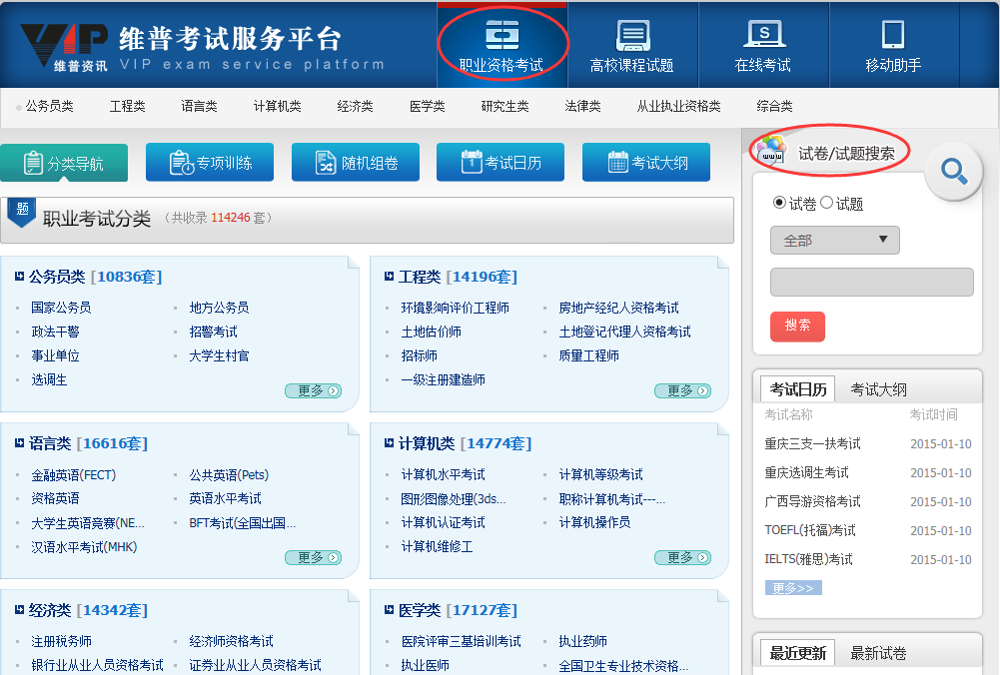 VIP 维普资讯
维普考试服务平台
VIP exam service platform
职业资格考试 高校课程试题 在线考试 移动助手
公务员类 工程类 语言类 计算机类 经济类 医学类 研究生类 法律类 从业执业资格类 综合类
分类导航 专项训练 随机组卷 考试日历 考试大纲
题 职业考试分类 (共收录 114246 套)
公务员类 [10836套]
国家公务员 地方公务员
政法干警 招警考试
事业单位 大学生村官
选调生
更多
工程类 [14196套]
环境影响评价工程师 房地产经纪人资格考试
土地估价师 土地登记代理人资格考试
招标师 质量工程师
一级注册建造师
更多
语言类 [16616套]
金融英语(FECT) 公共英语(Pets)
资格英语 英语水平考试
大学生英语竞赛(NE... BFT考试(全国出国...
汉语水平考试(MHK)
更多
计算机类 [14774套]
计算机水平考试 计算机等级考试
图形图像处理(3ds... 职称计算机考试---...
计算机认证考试 计算机操作员
计算机维修工
更多
经济类 [14342套]
注册税务师 经济师资格考试
银行业从业人员资格考试 证券业从业人员资格考试
医学类 [17127套]
医院评审三基培训考试 执业药师
执业医师 全国卫生专业技术资格...
www 试卷/试题搜索
试卷 试题
全部
搜索
考试日历 考试大纲
考试名称 考试时间
重庆三支一扶考试 2015-01-10
重庆选调生考试 2015-01-10
广西导游资格考试 2015-01-10
TOEFL(托福)考试 2015-01-10
IELTS(雅思)考试 2015-01-10
更多>>
最近更新 最新试卷